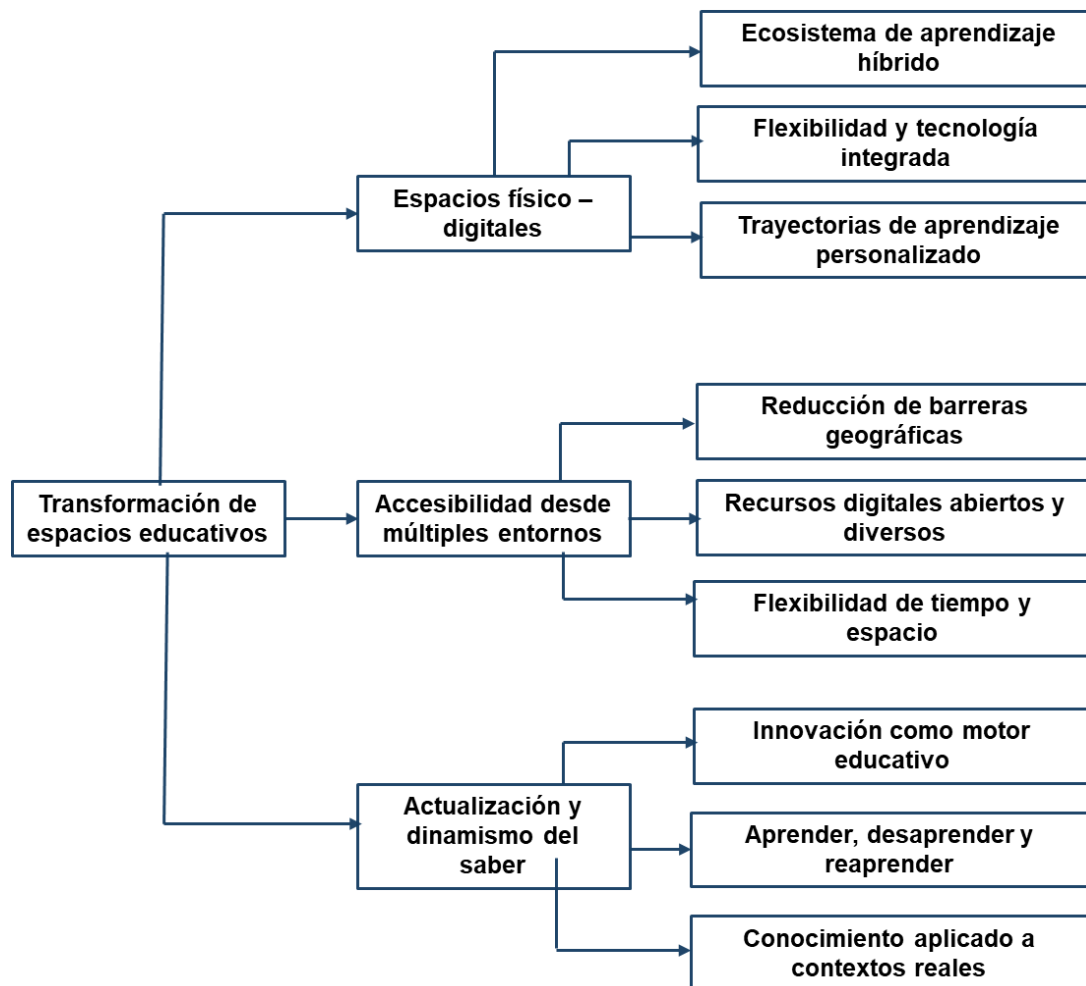 Ecosistema de aprendizaje
híbrido
Flexibilidad y tecnología
integrada
Espacios físico –
digitales
Trayectorias de aprendizaje
personalizado
Reducción de barreras
geográficas
Transformación de
espacios educativos
Accesibilidad desde
múltiples entornos
Recursos digitales abiertos y
diversos
Flexibilidad de tiempo y
espacio
Innovación como motor
educativo
Actualización y
dinamismo del
saber
Aprender, desaprender y
reaprender
Conocimiento aplicado a
contextos reales